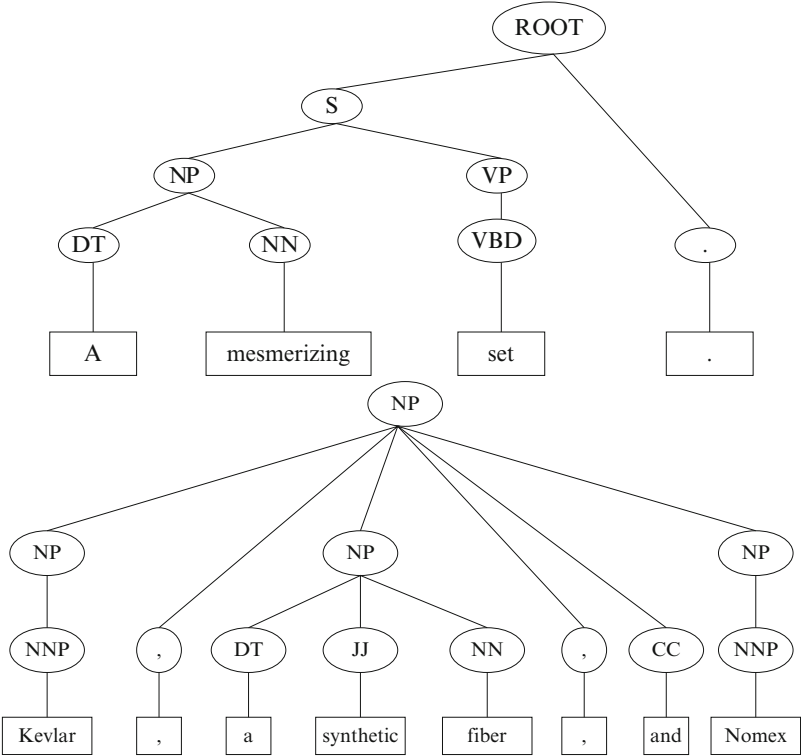 ROOT
S
NP VP
DT NN VBD .
A mesmerizing set .
NP
NP NP NP
NNP , DT JJ NN , CC NNP
Kevlar , a synthetic fiber , and Nomex